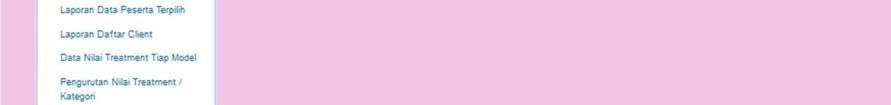 Laporan Data Peserta Terpilih
Laporan Daftar Client
Data Nilai Treatment Tiap Model
Pengurutan Nilai Treatment /
Kategori